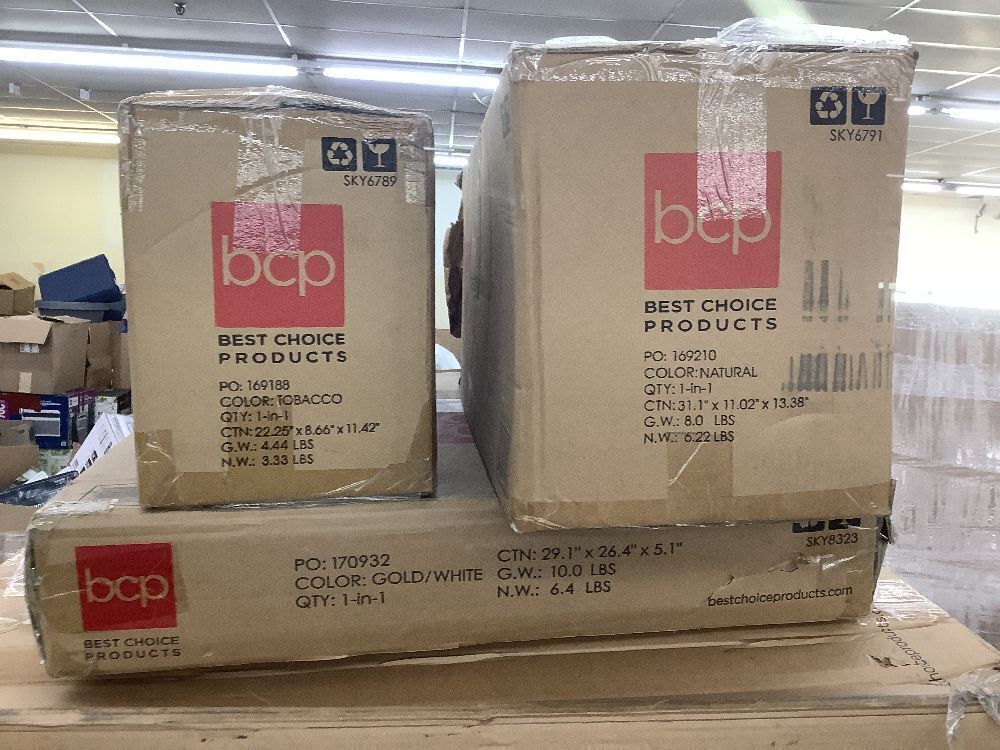 SKY6789
bcp
BEST CHOICE
PRODUCTS
PO: 169188
COLOR: TOBACCO
QTY: 1-in-1
CTN: 22.25" x 8.66" x 11.42"
G.W.: 4.44 LBS
N.W.: 3.33 LBS
SKY6791
bcp
BEST CHOICE
PRODUCTS
PO: 169210
COLOR: NATURAL
QTY: 1-in-1
CTN: 31.1" x 11.02" x 13.38"
G.W.: 8.0 LBS
N.W.: 6.22 LBS
bcp
BEST CHOICE
PRODUCTS
PO: 170932
COLOR: GOLD/WHITE
QTY: 1-in-1
CTN: 29.1" x 26.4" x 5.1"
G.W.: 10.0 LBS
N.W.: 6.4 LBS
SKY8323
bestchoiceproducts.com